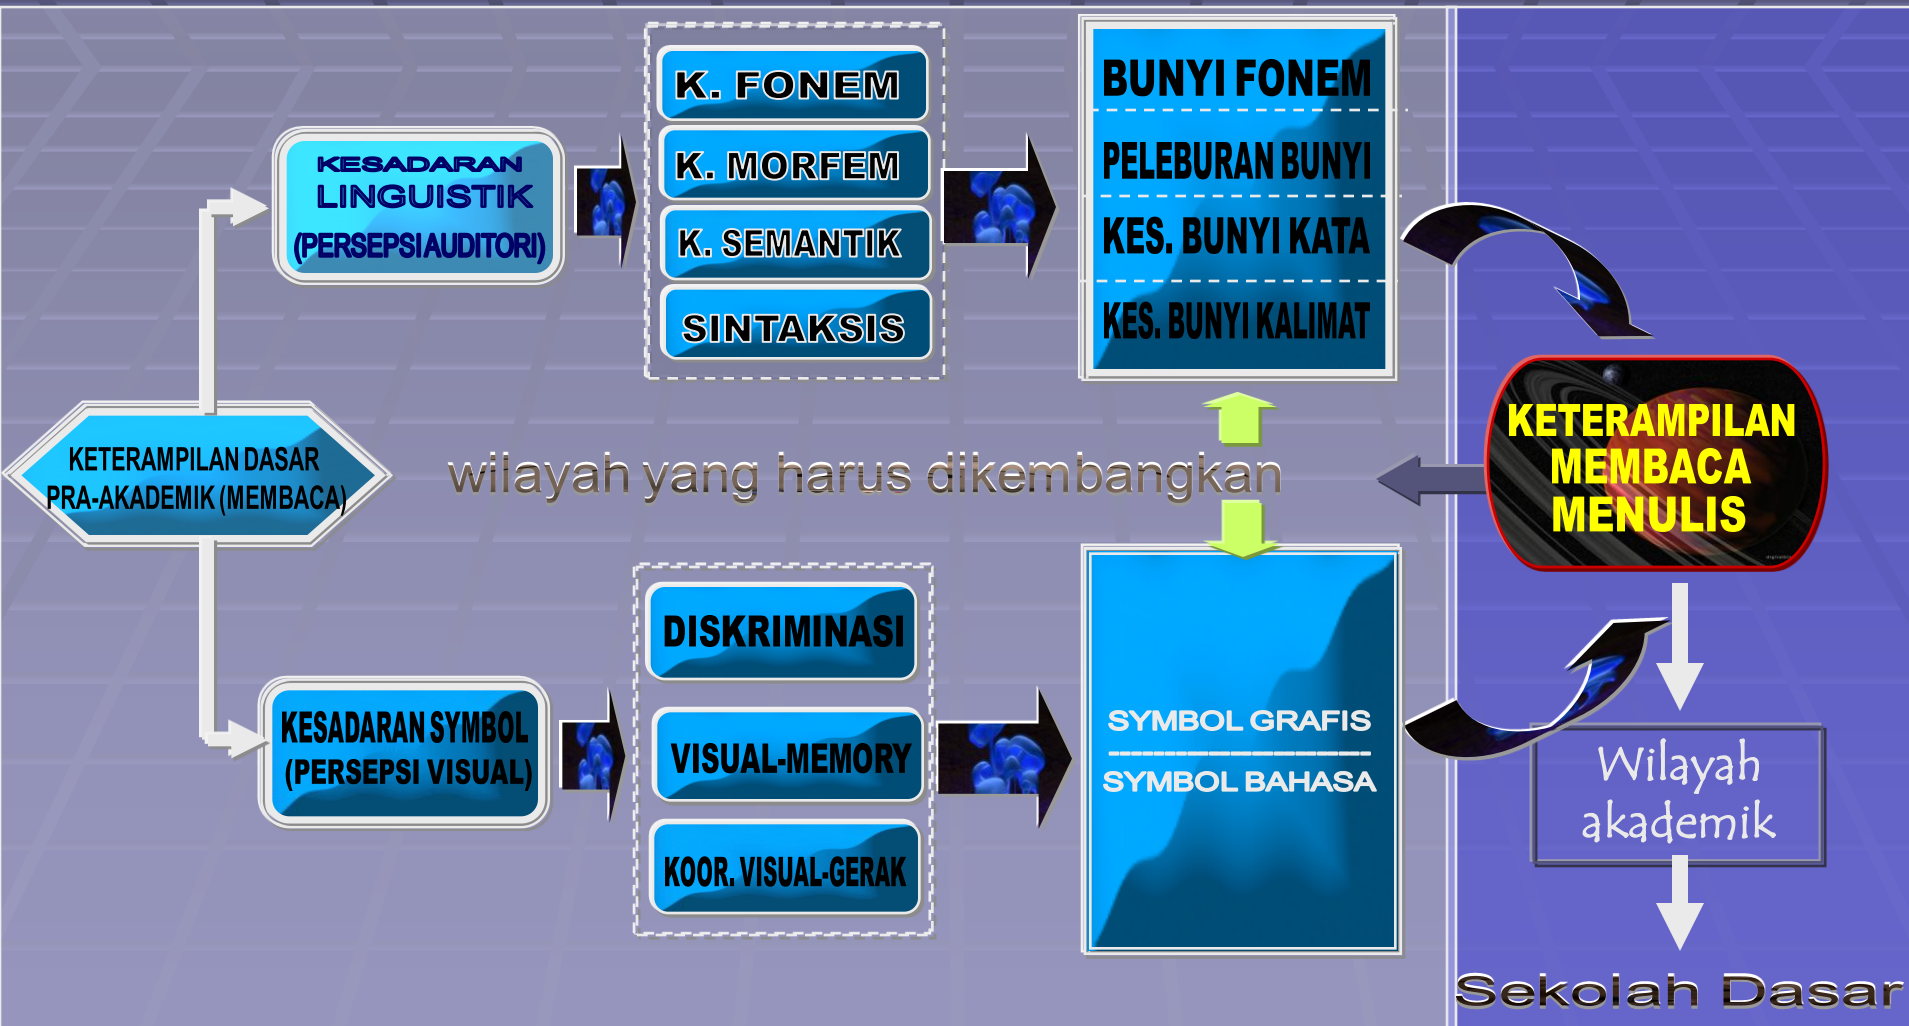 KETERAMPILAN DASAR
PRA-AKADEMIK (MEMBACA)
KESADARAN
LINGUISTIK
(PERSEPSI AUDITORI)
K. FONEM
K. MORFEM
K. SEMANTIK
SINTAKSIS
BUNYI FONEM
PELEBURAN BUNYI
KES. BUNYI KATA
KES. BUNYI KALIMAT
wilayah yang harus dikembangkan
KESADARAN SYMBOL
(PERSEPSI VISUAL)
DISKRIMINASI
VISUAL-MEMORY
KOOR. VISUAL-GERAK
SYMBOL GRAFIS
------------------------
SYMBOL BAHASA
KETERAMPILAN
MEMBACA
MENULIS
Wilayah
akademik
Sekolah Dasar